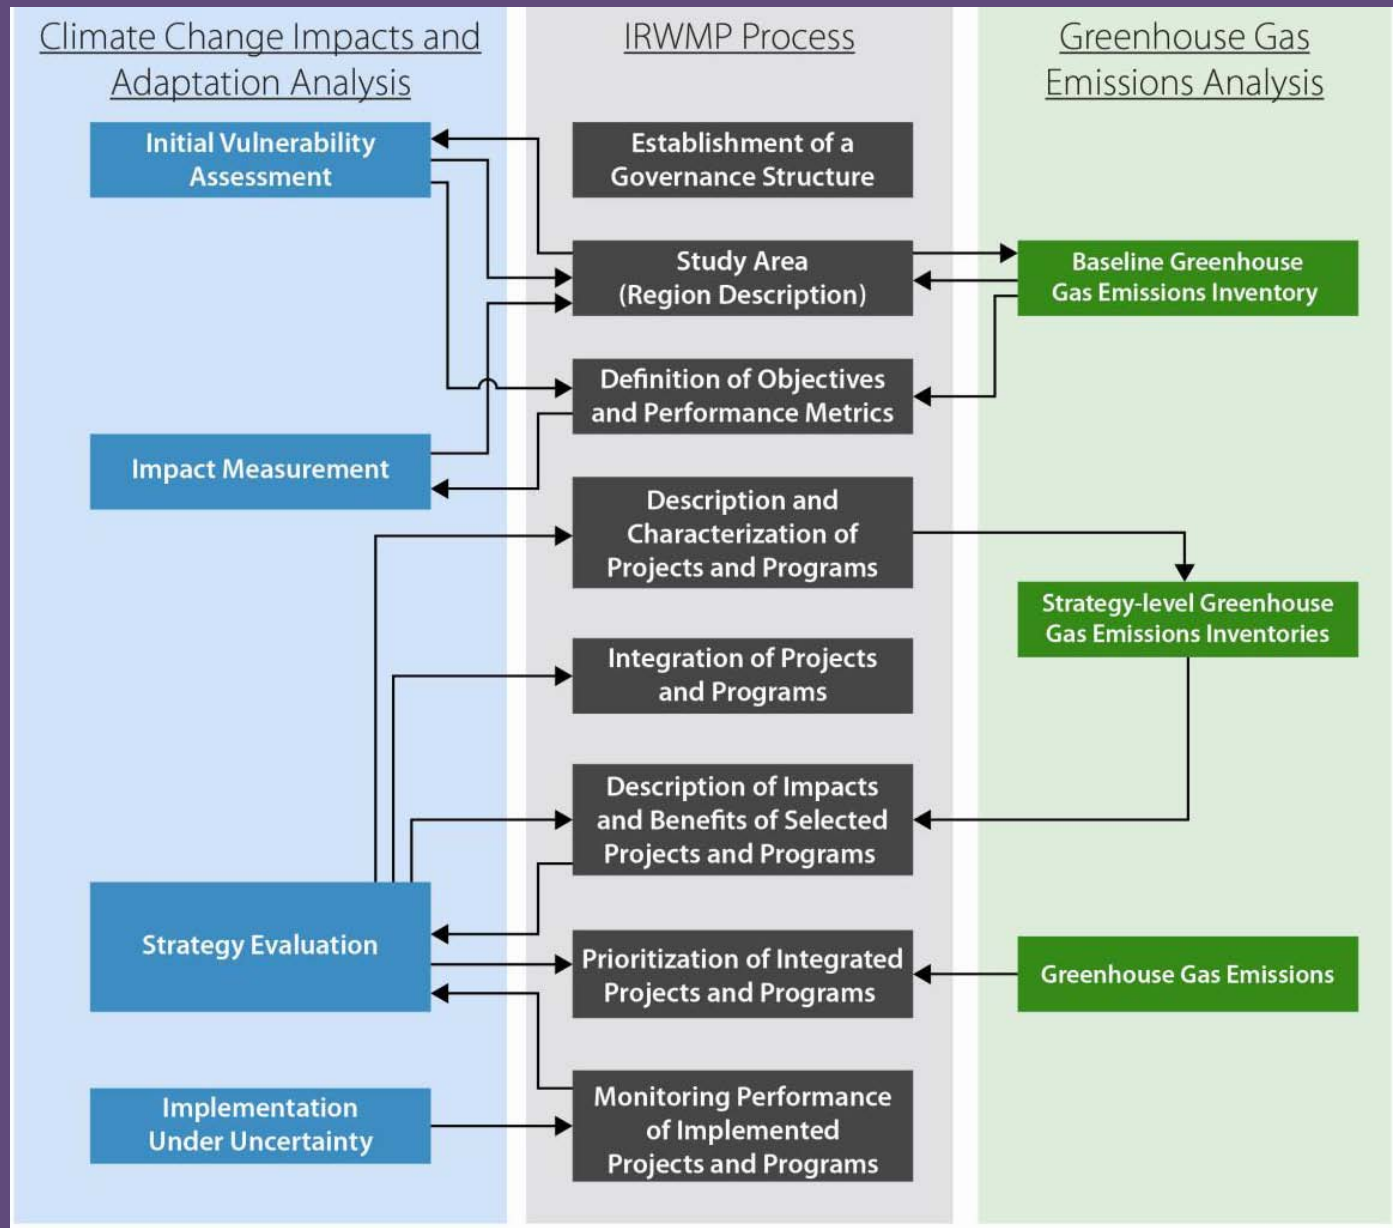 Climate Change Impacts and
Adaptation Analysis
Initial Vulnerability
Assessment
Impact Measurement
Strategy Evaluation
Implementation
Under Uncertainty
IRWMP Process
Establishment of a
Governance Structure
Study Area
(Region Description)
Definition of Objectives
and Performance Metrics
Description and
Characterization of
Projects and Programs
Integration of Projects
and Programs
Description of Impacts
and Benefits of Selected
Projects and Programs
Prioritization of Integrated
Projects and Programs
Monitoring Performance
of Implemented
Projects and Programs
Greenhouse Gas
Emissions Analysis
Baseline Greenhouse
Gas Emissions Inventory
Strategy-level Greenhouse
Gas Emissions Inventories
Greenhouse Gas Emissions